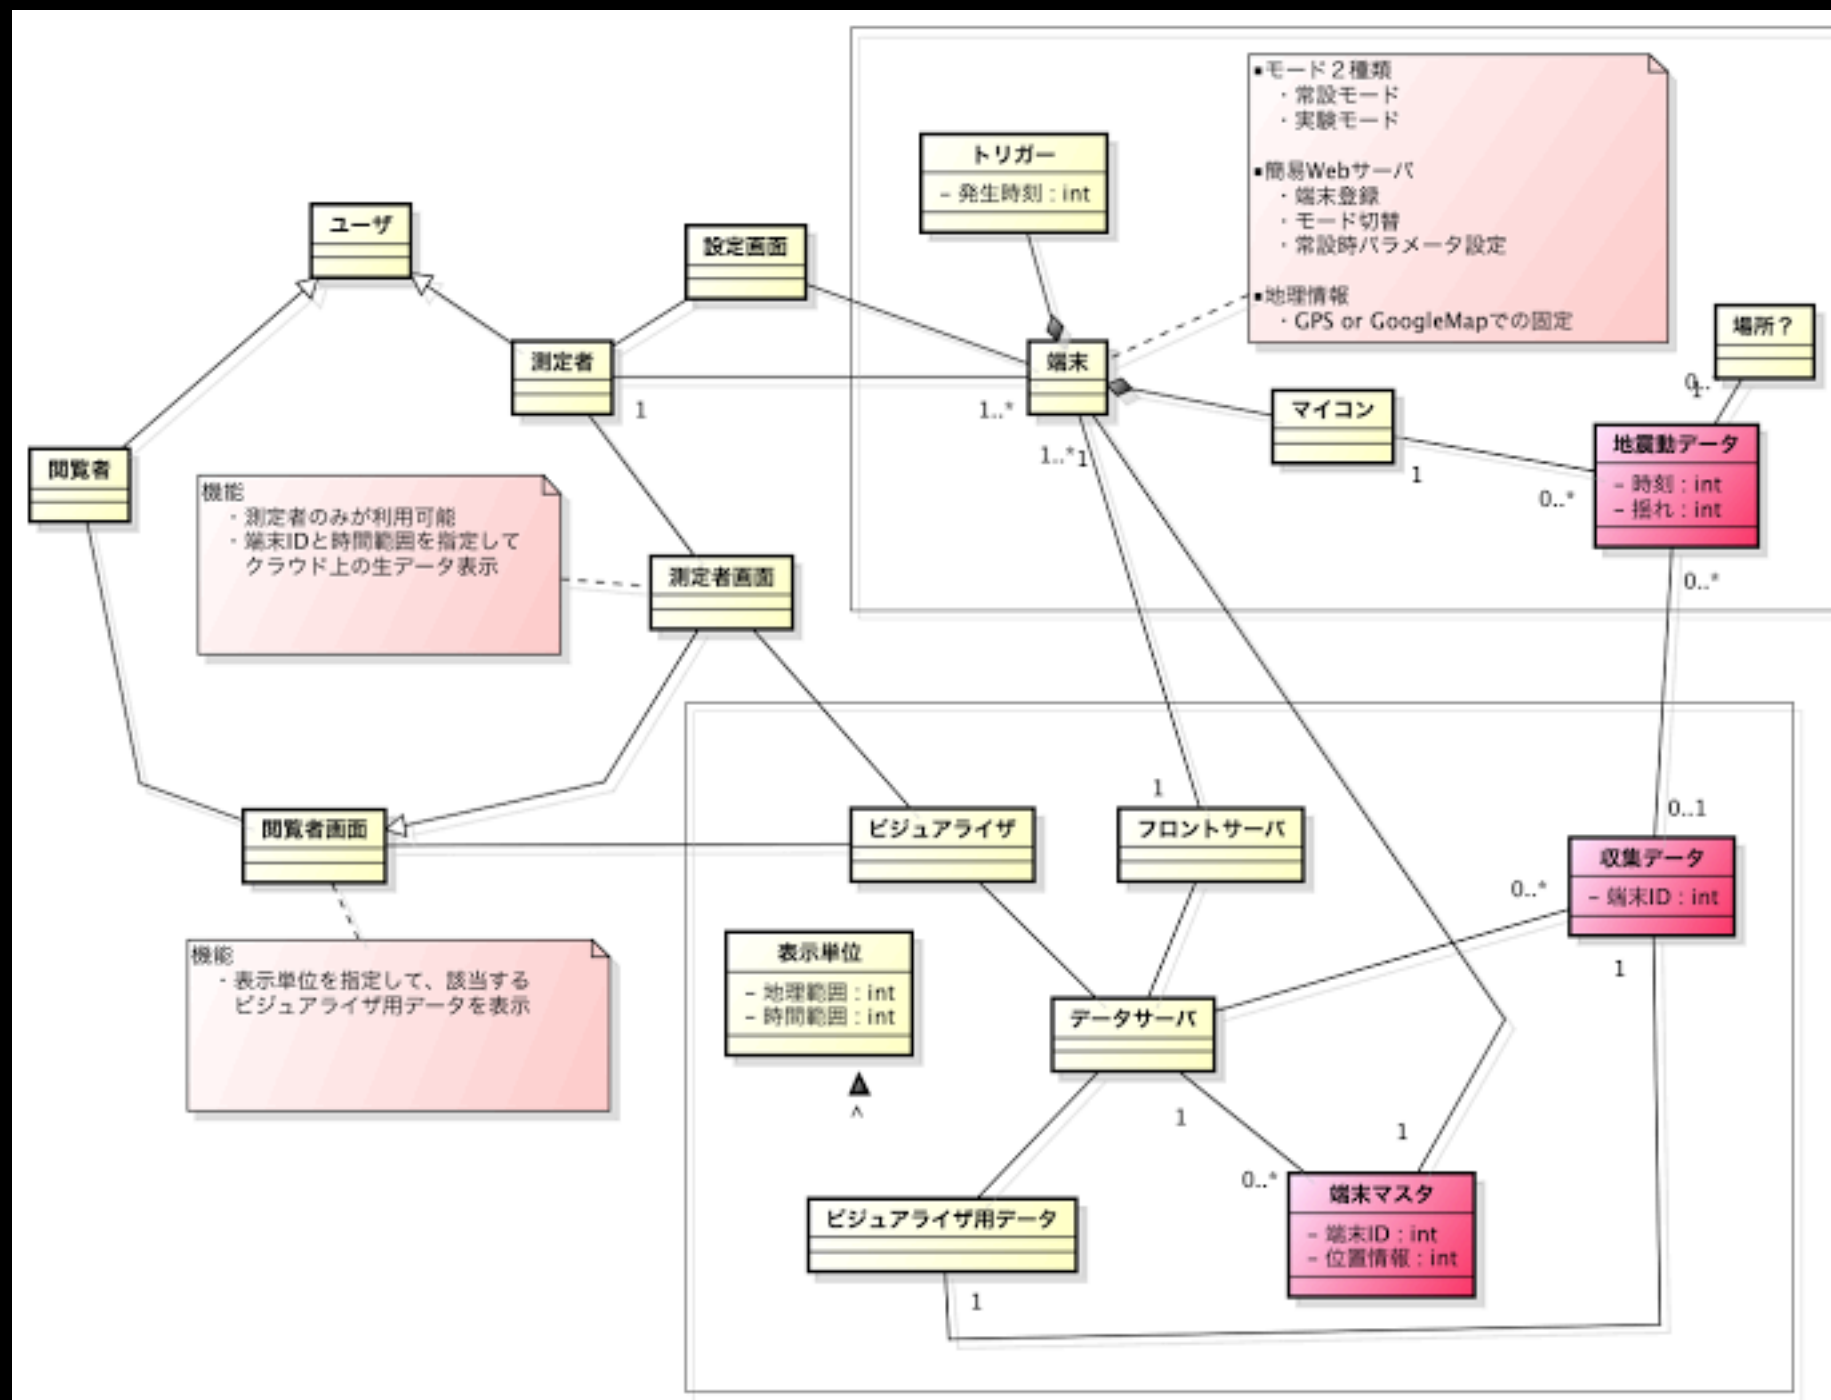 ■モード２種類
・常設モード
・実験モード
■簡易Webサーバ
・端末登録
・モード切替
・常設時パラメータ設定
■地理情報
・GPS or GoogleMapでの固定
トリガー
– 発生時刻 : int
ユーザ
設定画面
測定者
1
端末
1..*
1..*
1
マイコン
1
0..*
場所？
地震動データ
– 時刻 : int
– 揺れ : int
0..*
閲覧者
機能
・測定者のみが利用可能
・端末IDと時間範囲を指定して
クラウド上の生データ表示
測定者画面
閲覧者画面
機能
・表示単位を指定して、該当する
ビジュアライザ用データを表示
ビジュアライザ
1
フロントサーバ
0..1
収集データ
– 端末ID : int
0..*
1
表示単位
– 地理範囲 : int
– 時間範囲 : int
^
データサーバ
1
0..*
1
端末マスタ
– 端末ID : int
– 位置情報 : int
ビジュアライザ用データ
1